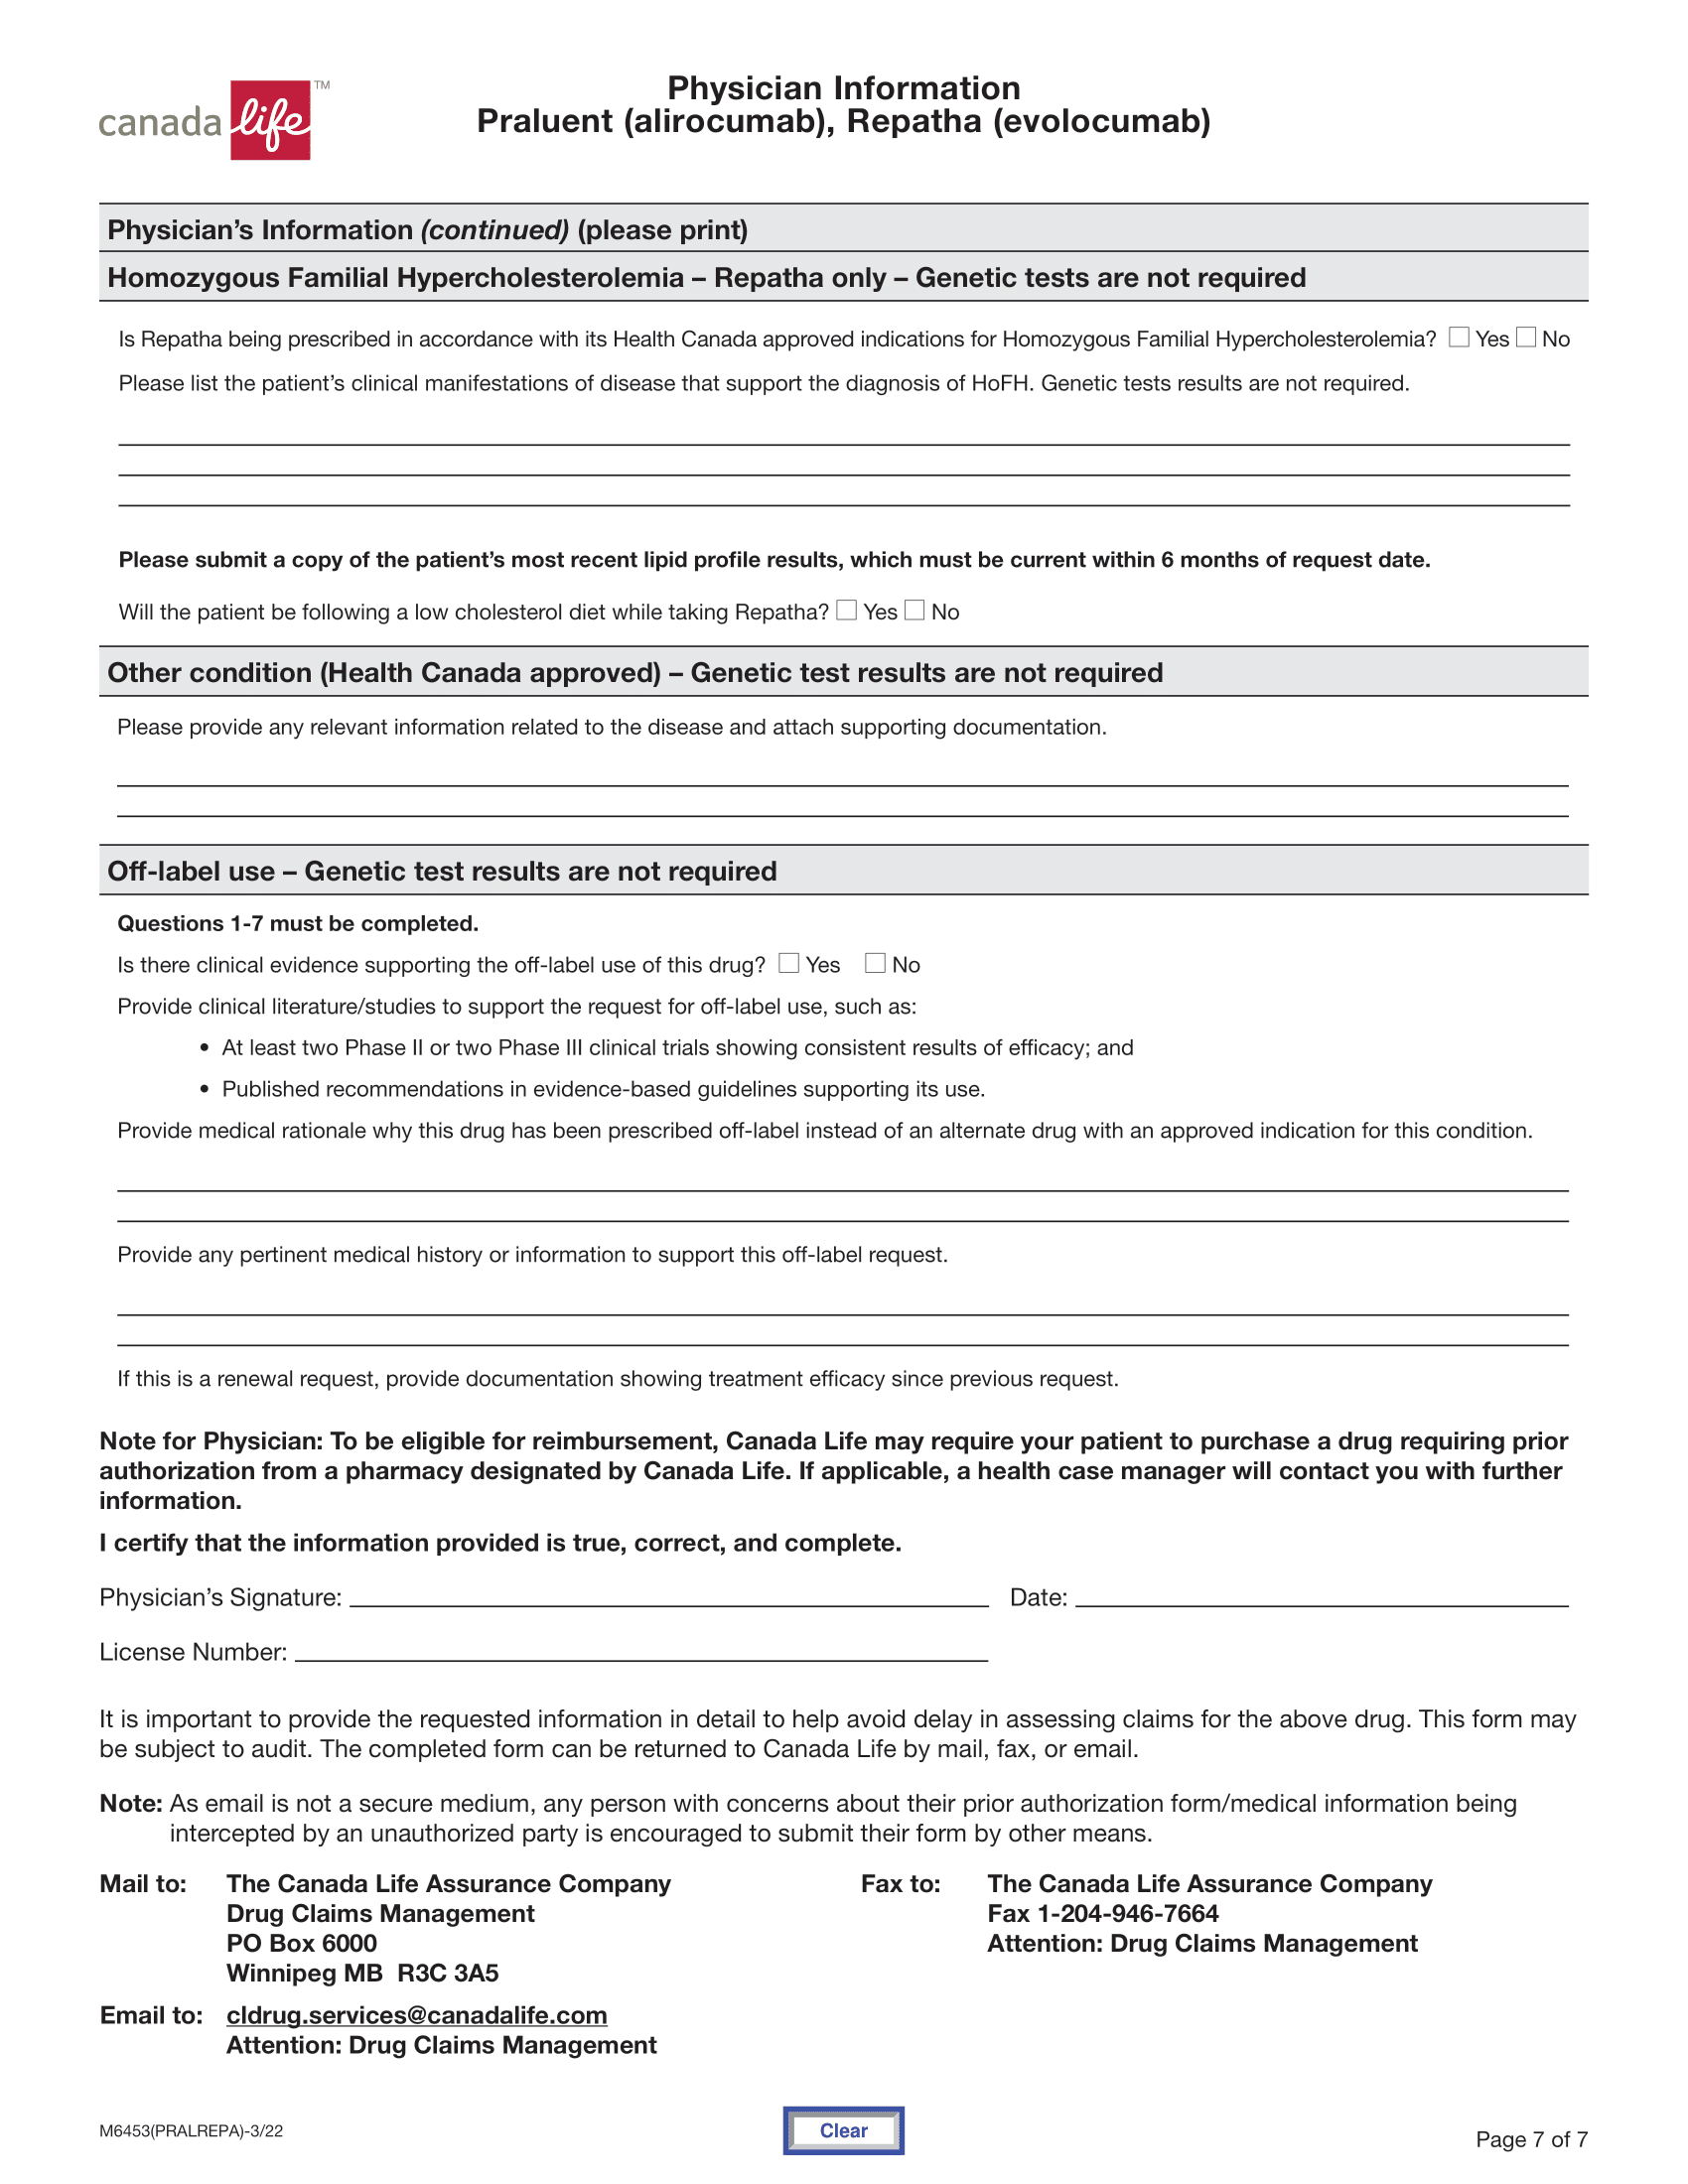 canada life™
Physician Information
Praluent (alirocumab), Repatha (evolocumab)
Physician's Information (continued) (please print)
Homozygous Familial Hypercholesterolemia – Repatha only – Genetic tests are not required
Is Repatha being prescribed in accordance with its Health Canada approved indications for Homozygous Familial Hypercholesterolemia? Yes No
Please list the patient's clinical manifestations of disease that support the diagnosis of HoFH. Genetic tests results are not required.
Please submit a copy of the patient's most recent lipid profile results, which must be current within 6 months of request date.
Will the patient be following a low cholesterol diet while taking Repatha? Yes No
Other condition (Health Canada approved) – Genetic test results are not required
Please provide any relevant information related to the disease and attach supporting documentation.
Off-label use – Genetic test results are not required
Questions 1-7 must be completed.
Is there clinical evidence supporting the off-label use of this drug? Yes No
Provide clinical literature/studies to support the request for off-label use, such as:
• At least two Phase II or two Phase III clinical trials showing consistent results of efficacy; and
• Published recommendations in evidence-based guidelines supporting its use.
Provide medical rationale why this drug has been prescribed off-label instead of an alternate drug with an approved indication for this condition.
Provide any pertinent medical history or information to support this off-label request.
If this is a renewal request, provide documentation showing treatment efficacy since previous request.
Note for Physician: To be eligible for reimbursement, Canada Life may require your patient to purchase a drug requiring prior
authorization from a pharmacy designated by Canada Life. If applicable, a health case manager will contact you with further
information.
I certify that the information provided is true, correct, and complete.
Physician's Signature: Date:
License Number:
It is important to provide the requested information in detail to help avoid delay in assessing claims for the above drug. This form may
be subject to audit. The completed form can be returned to Canada Life by mail, fax, or email.
Note: As email is not a secure medium, any person with concerns about their prior authorization form/medical information being
intercepted by an unauthorized party is encouraged to submit their form by other means.
Mail to: The Canada Life Assurance Company
Drug Claims Management
PO Box 6000
Winnipeg MB R3C 3A5
Fax to: The Canada Life Assurance Company
Fax 1-204-946-7664
Attention: Drug Claims Management
Email to: cldrug.services@canadalife.com
Attention: Drug Claims Management
M6453(PRALREPA)-3/22
Clear
Page 7 of 7